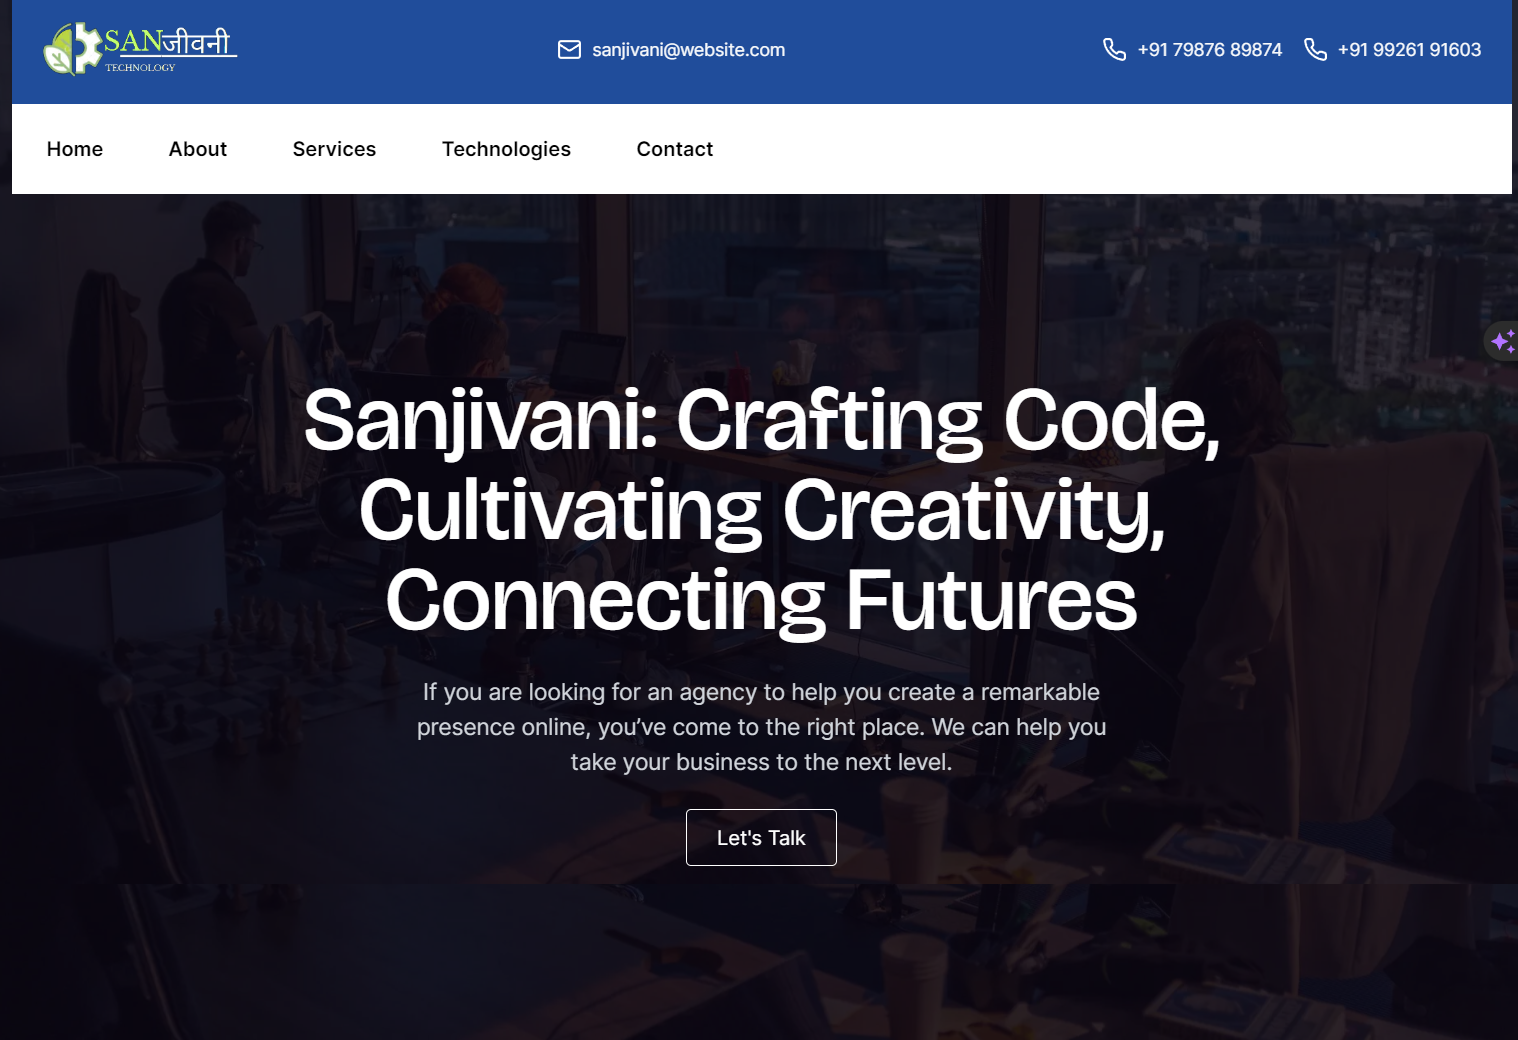 SANजीवनी
TECHNOLOGY
sanjivani@website.com
+91 79876 89874
+91 99261 91603
Home
About
Services
Technologies
Contact
Sanjivani: Crafting Code,
Cultivating Creativity,
Connecting Futures
If you are looking for an agency to help you create a remarkable
presence online, you’ve come to the right place. We can help you
take your business to the next level.
Let's Talk